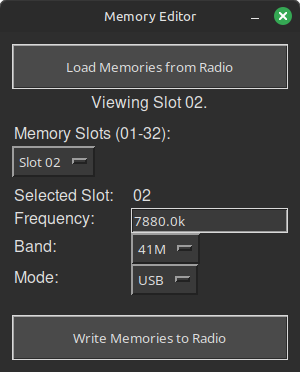 Memory Editor
Load Memories from Radio
Viewing Slot 02.
Memory Slots (01-32):
Slot 02
Selected Slot: 02
Frequency: 7880.0k
Band: 41M
Mode: USB
Write Memories to Radio